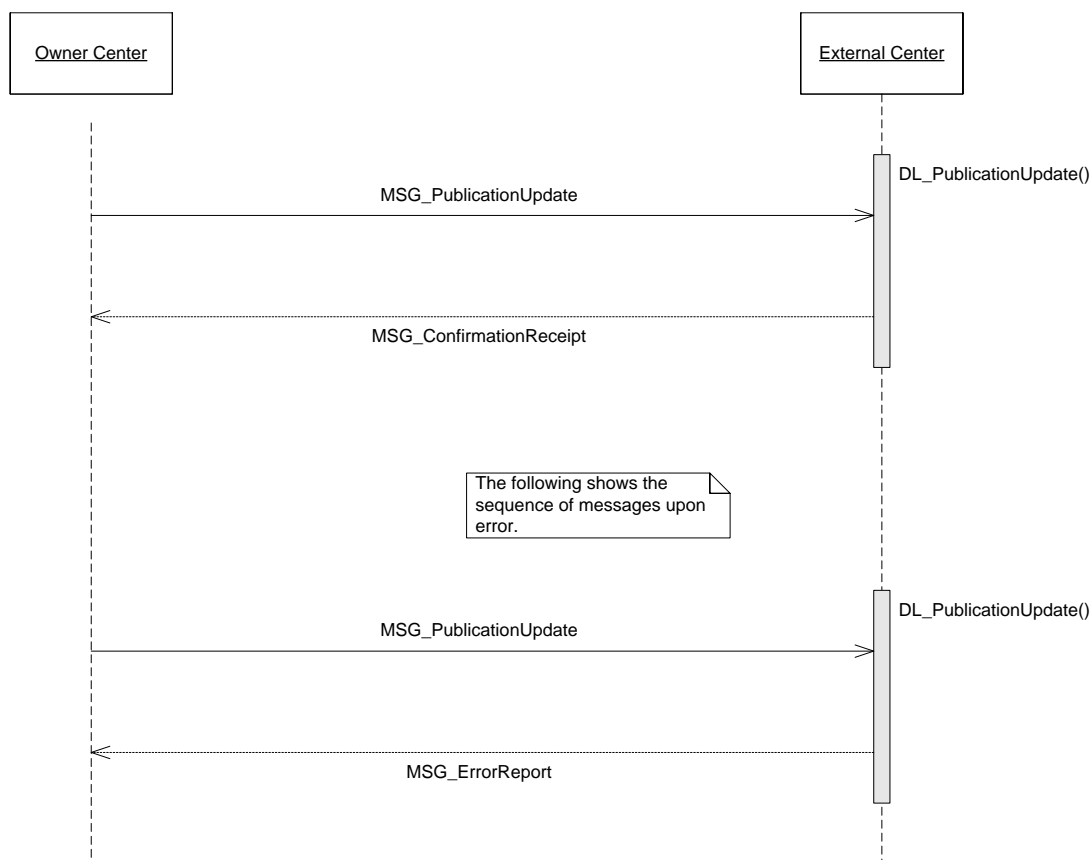 Owner Center
External Center
DL_PublicationUpdate()
MSG_PublicationUpdate
MSG_ConfirmationReceipt
The following shows the
sequence of messages upon
error.
DL_PublicationUpdate()
MSG_PublicationUpdate
MSG_ErrorReport